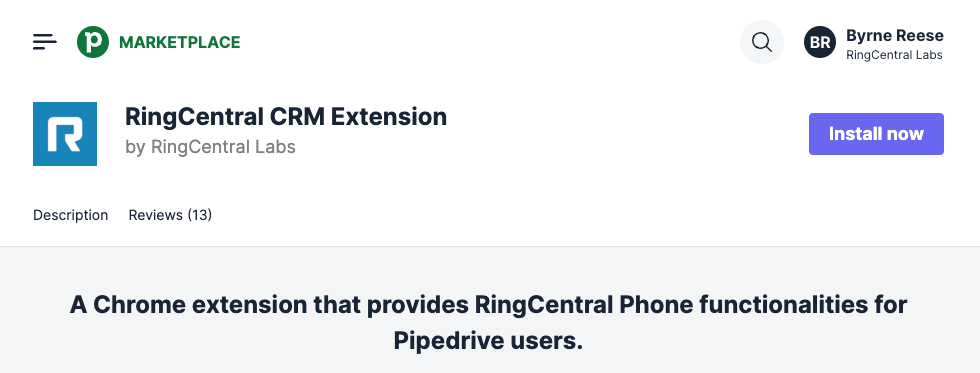 MARKETPLACE
BR
Byrne Reese
RingCentral Labs
RingCentral CRM Extension
by RingCentral Labs
Install now
Description Reviews (13)
A Chrome extension that provides RingCentral Phone functionalities for
Pipedrive users.